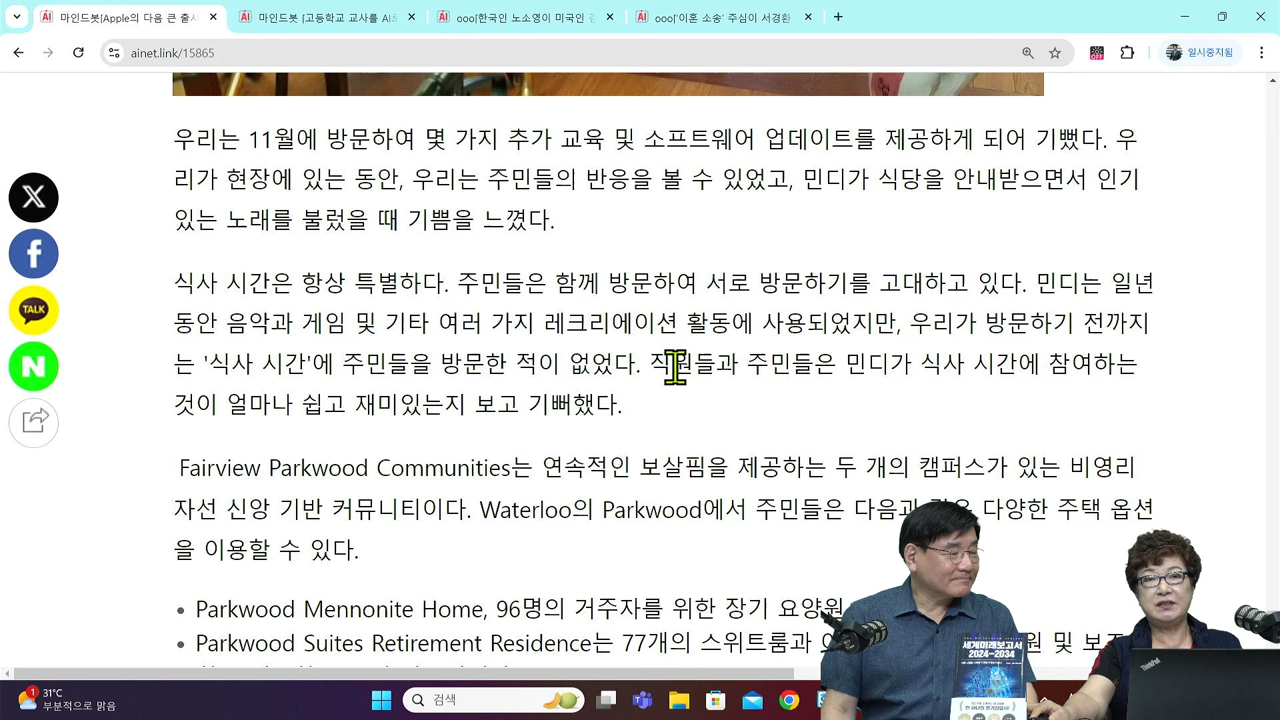 마인드봇[Apple의 다음 큰 출시
마인드봇 [고등학교 교사를 AI로
ooo[한국인 노소영이 미국인 김
ooo['이혼 소송' 주심이 서경환
ainet.link/15865
OFF
일시중지됨
우리는 11월에 방문하여 몇 가지 추가 교육 및 소프트웨어 업데이트를 제공하게 되어 기뻤다. 우
리가 현장에 있는 동안, 우리는 주민들의 반응을 볼 수 있었고, 민디가 식당을 안내받으면서 인기
있는 노래를 불렀을 때 기쁨을 느꼈다.
식사 시간은 항상 특별하다. 주민들은 함께 방문하여 서로 방문하기를 고대하고 있다. 민디는 일년
동안 음악과 게임 및 기타 여러 가지 레크리에이션 활동에 사용되었지만, 우리가 방문하기 전까지
는 '식사 시간'에 주민들을 방문한 적이 없었다. 직원들과 주민들은 민디가 식사 시간에 참여하는
것이 얼마나 쉽고 재미있는지 보고 기뻐했다.
Fairview Parkwood Communities는 연속적인 보살핌을 제공하는 두 개의 캠퍼스가 있는 비영리
자선 신앙 기반 커뮤니티이다. Waterloo의 Parkwood에서 주민들은 다음과 같은 다양한 주택 옵션
을 이용할 수 있다.
Parkwood Mennonite Home, 96명의 거주자를 위한 장기 요양원
Parkwood Suites Retirement Residence는 77개의 스위트룸과
원 및 보조
TALK
N
세계미래보고서
2024-2034
ThinkPad
1
31°C
부분적으로 맑음
검색